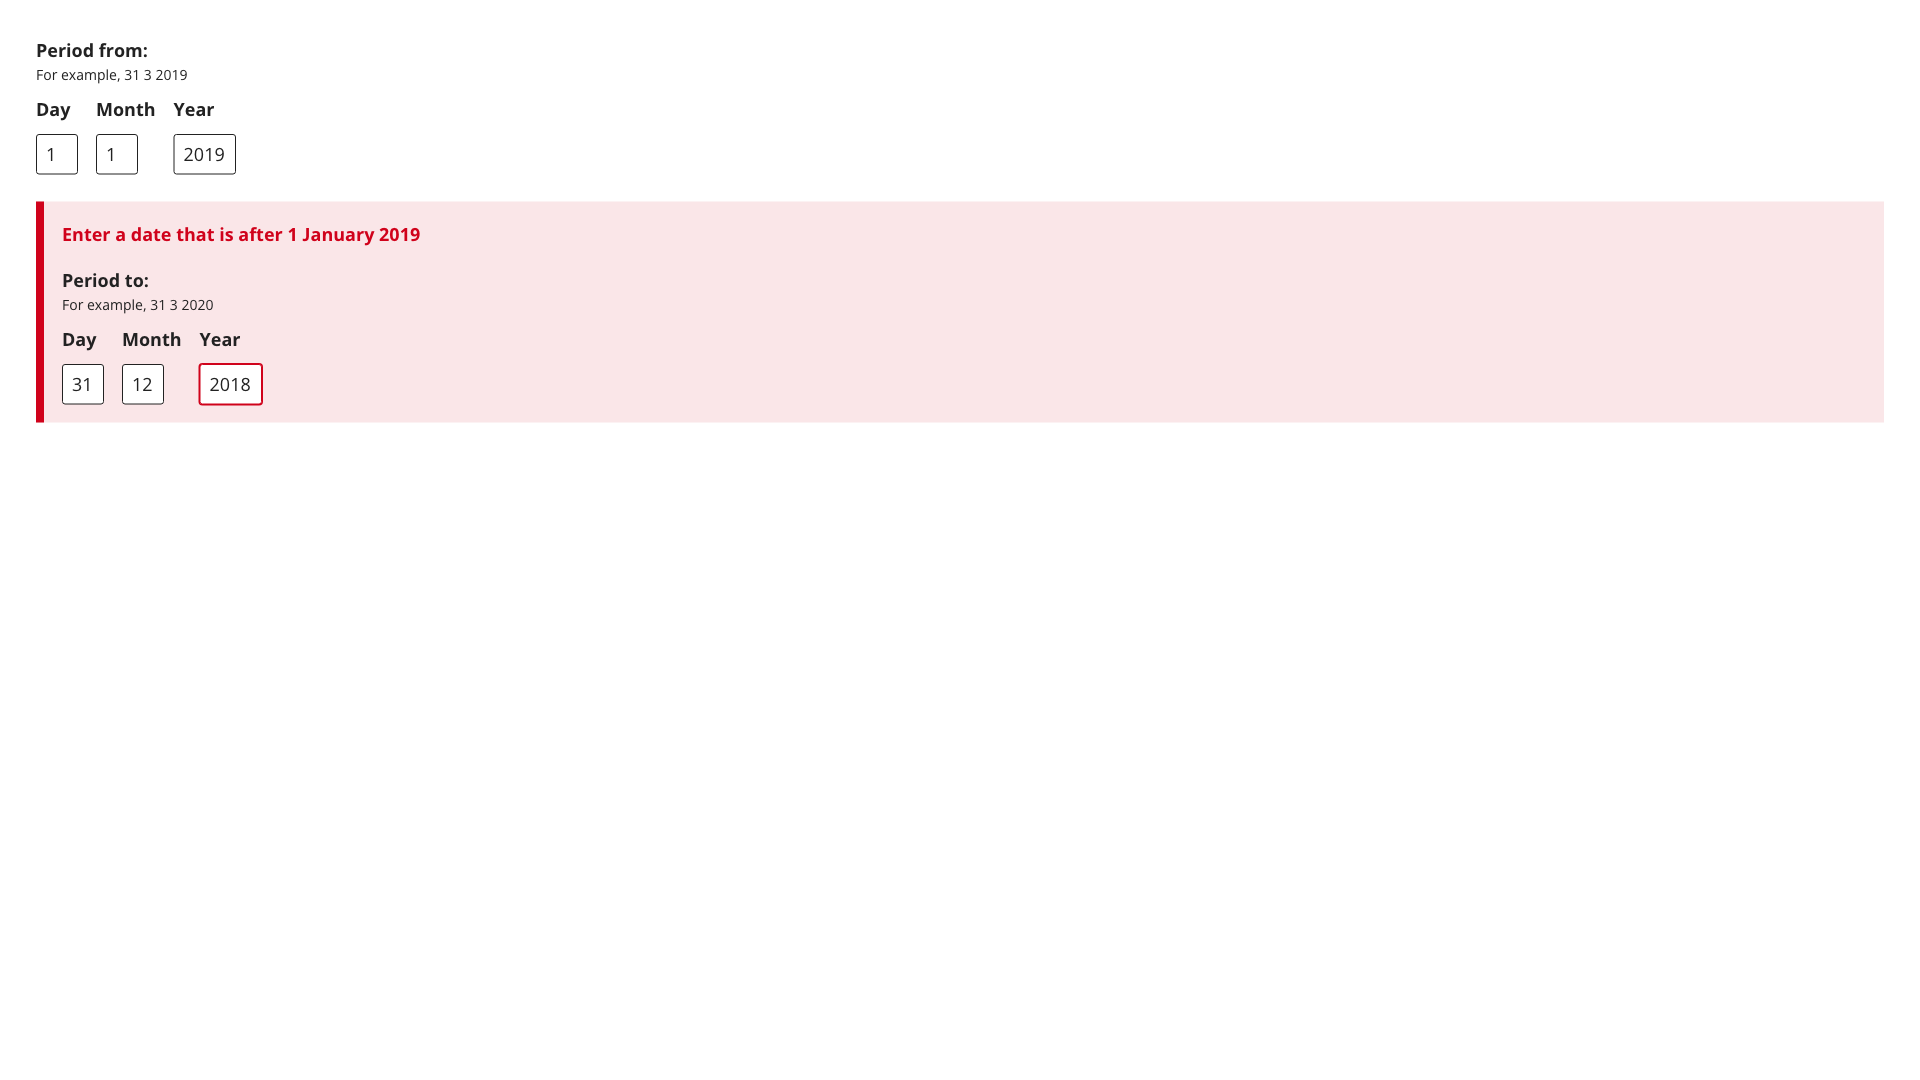 Period from:
For example, 31 3 2019
Day Month Year
1 1 2019
Enter a date that is after 1 January 2019
Period to:
For example, 31 3 2020
Day Month Year
31 12 2018